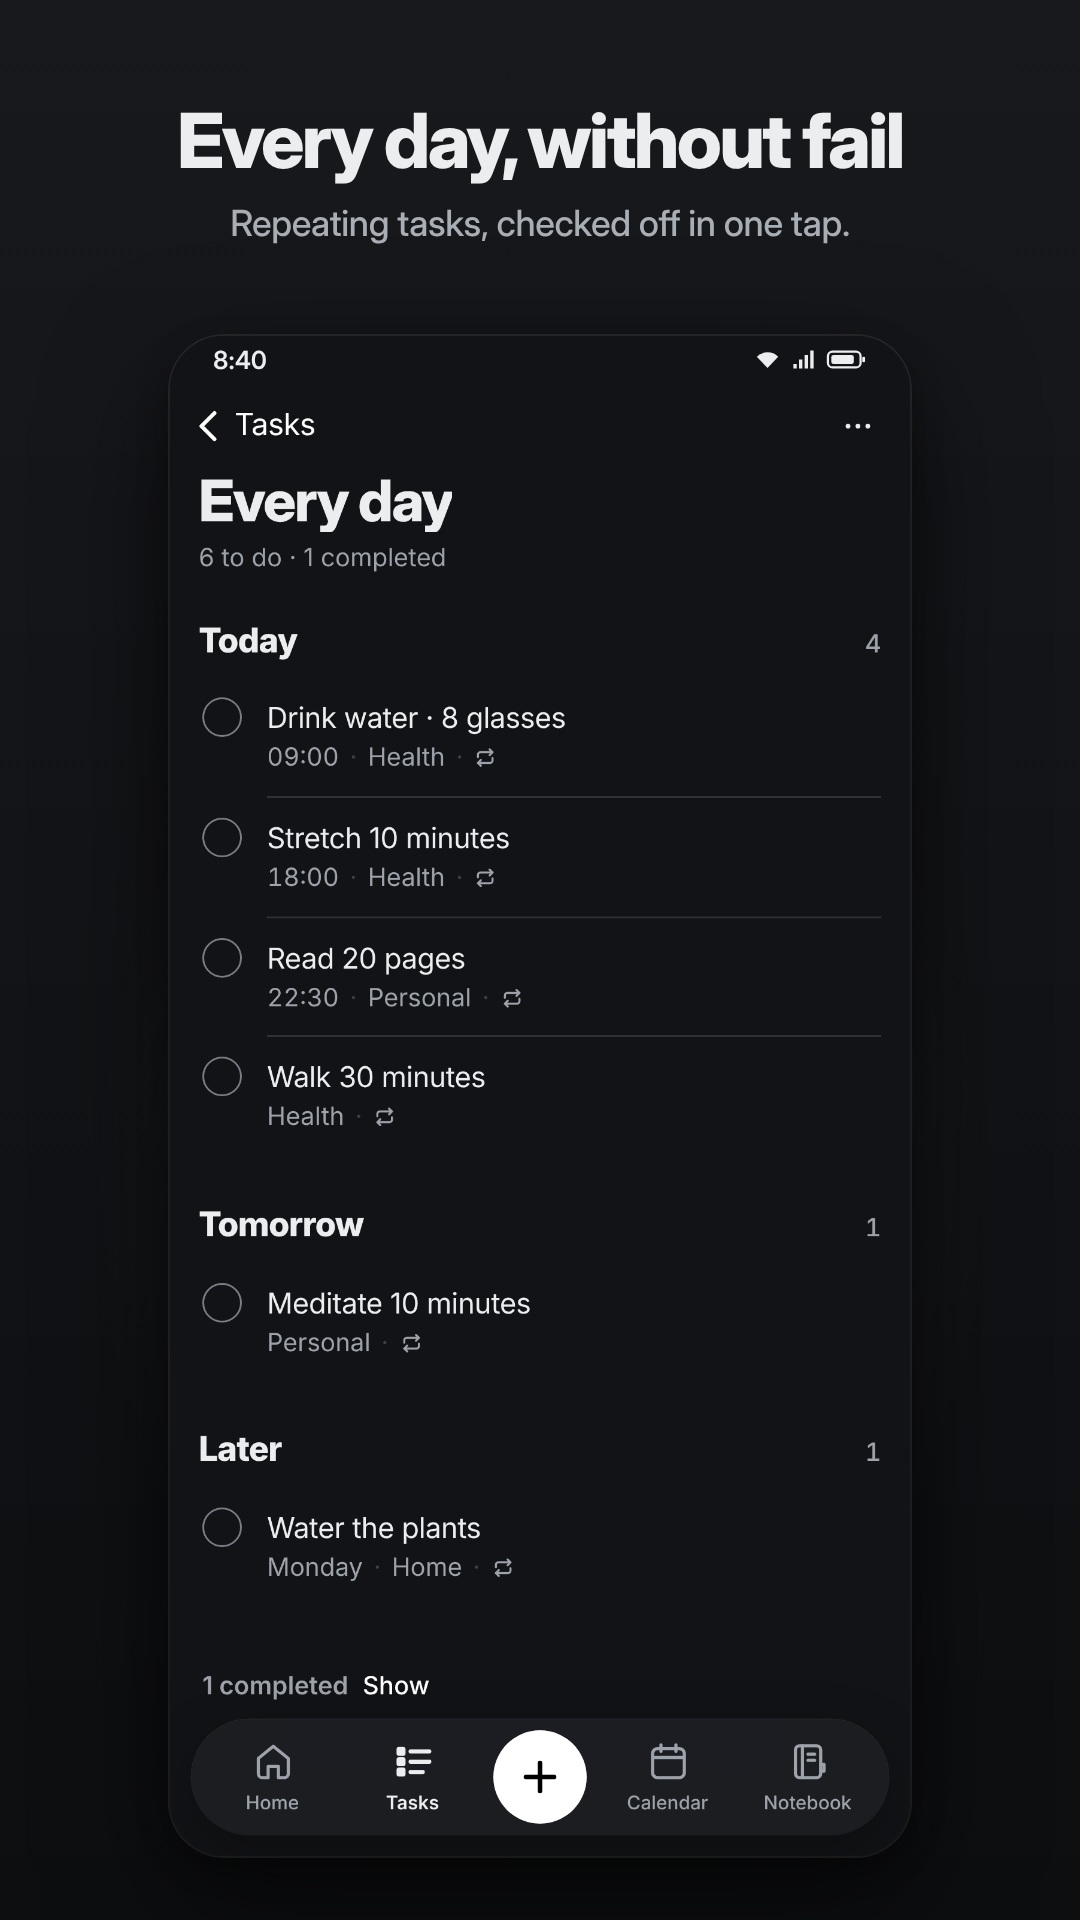 Every day, without fail
Repeating tasks, checked off in one tap.
8:40
Tasks
Every day
6 to do · 1 completed
Today 4
Drink water · 8 glasses
09:00 · Health ·
Stretch 10 minutes
18:00 · Health ·
Read 20 pages
22:30 · Personal ·
Walk 30 minutes
Health ·
Tomorrow 1
Meditate 10 minutes
Personal ·
Later 1
Water the plants
Monday · Home ·
1 completed Show
Home Tasks Calendar Notebook